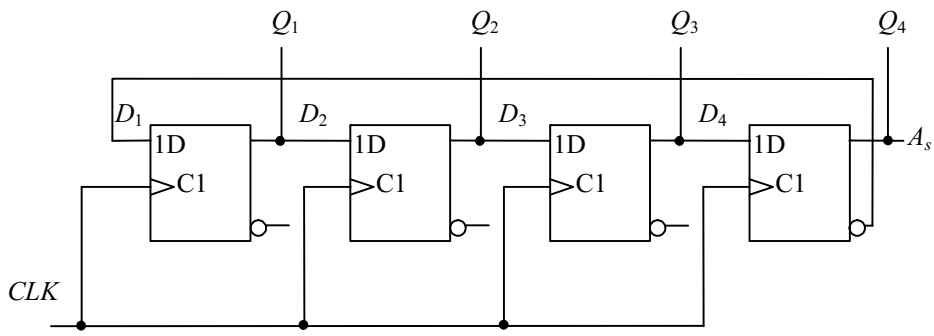 Q1 Q2 Q3 Q4
D1 D2 D3 D4
1D 1D 1D 1D As
C1 C1 C1 C1
CLK